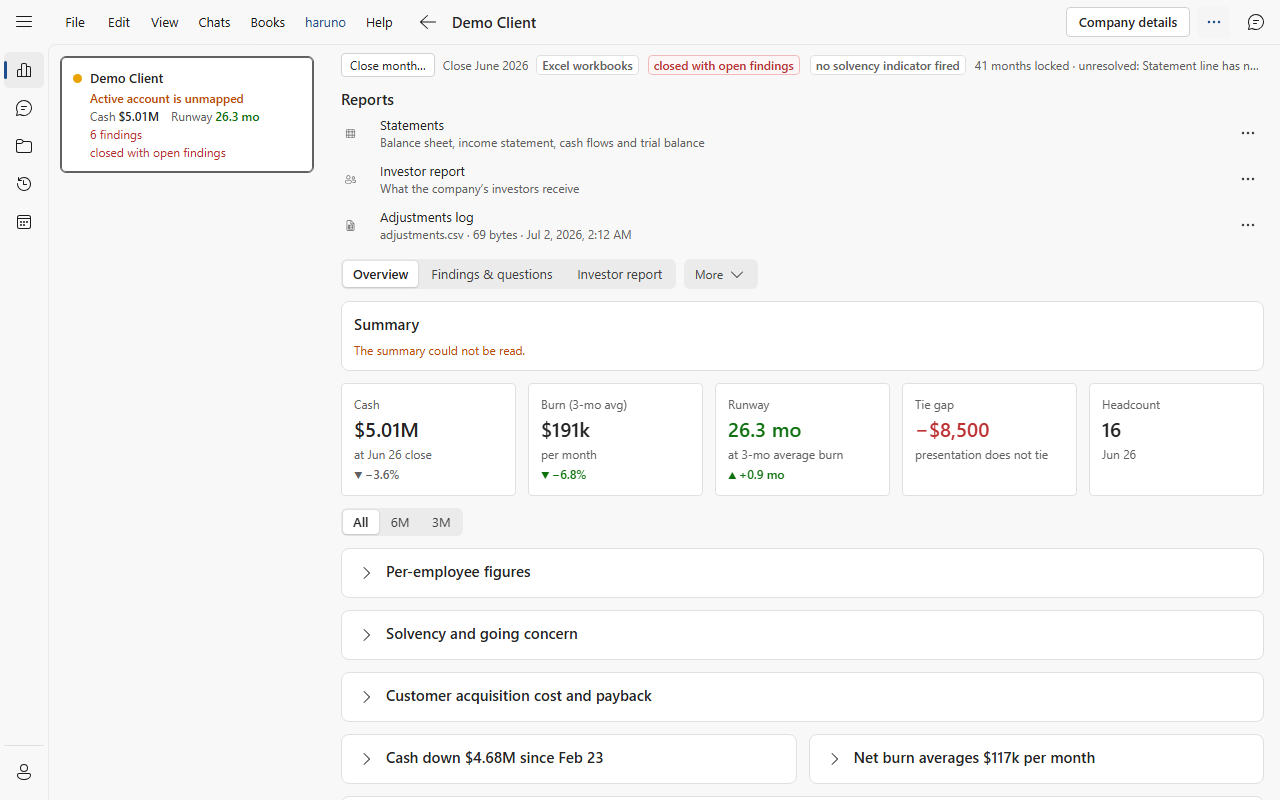 File Edit View Chats Books haruno Help Demo Client Company details
Demo Client
Active account is unmapped
Cash $5.01M Runway 26.3 mo
6 findings
closed with open findings
Close month... Close June 2026 Excel workbooks closed with open findings no solvency indicator fired 41 months locked · unresolved: Statement line has n...
Reports
Statements
Balance sheet, income statement, cash flows and trial balance
Investor report
What the company's investors receive
Adjustments log
adjustments.csv · 69 bytes · Jul 2, 2026, 2:12 AM
Overview Findings & questions Investor report More
Summary
The summary could not be read.
Cash
$5.01M
at Jun 26 close
▼ −3.6%
Burn (3-mo avg)
$191k
per month
▼ −6.8%
Runway
26.3 mo
at 3-mo average burn
▲ +0.9 mo
Tie gap
−$8,500
presentation does not tie
Headcount
16
Jun 26
All 6M 3M
Per-employee figures
Solvency and going concern
Customer acquisition cost and payback
Cash down $4.68M since Feb 23
Net burn averages $117k per month